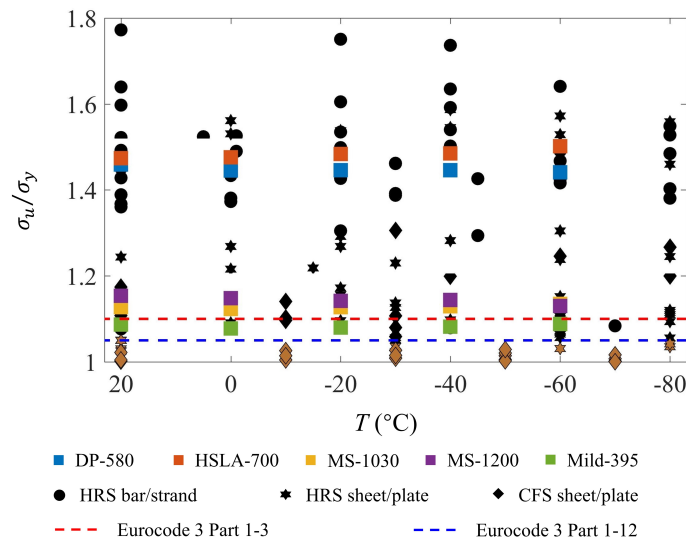 1.8
1.6
1.4
1.2
1
σu/σy
20
0
-20
-40
-60
-80
T (°C)
DP-580
HSLA-700
MS-1030
MS-1200
Mild-395
HRS bar/strand
HRS sheet/plate
CFS sheet/plate
Eurocode 3 Part 1-3
Eurocode 3 Part 1-12